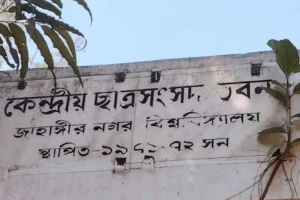 কেন্দ্রীয় ছাত্রসংসদ ভবন
জাহাঙ্গীর নগর বিশ্ববিদ্যালয়
স্থাপিত-১৯৭১-৭২ সন